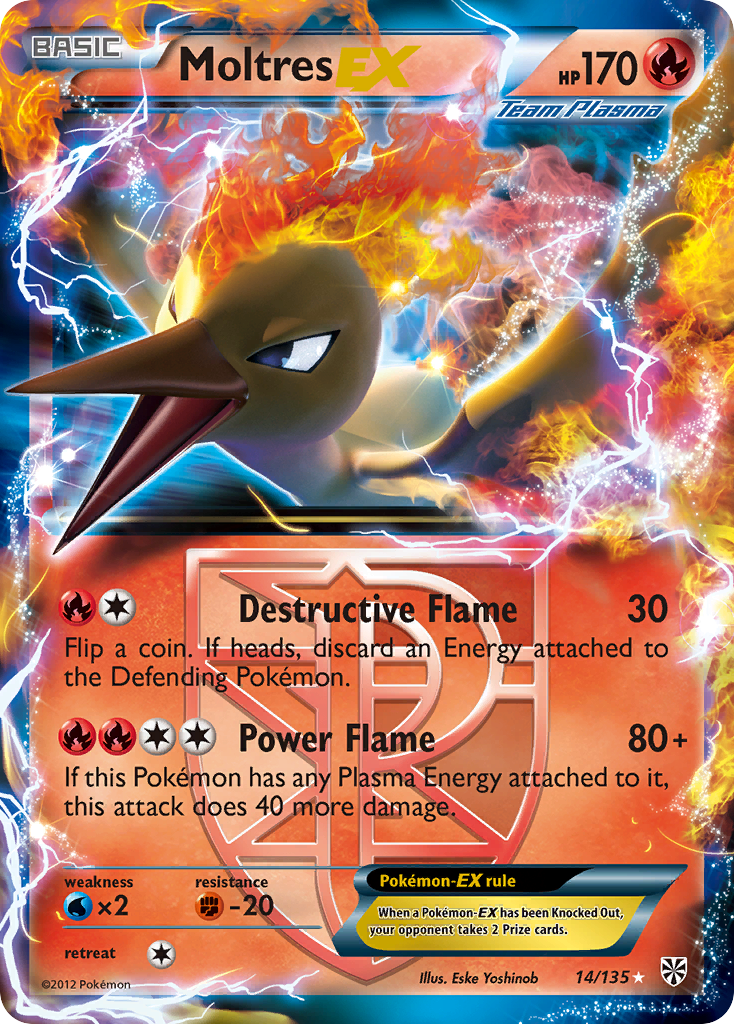 BASIC
Moltres EX
HP 170
Team Plasma
Destructive Flame 30
Flip a coin. If heads, discard an Energy attached to
the Defending Pokémon.
Power Flame 80+
If this Pokémon has any Plasma Energy attached to it,
this attack does 40 more damage.
weakness resistance
×2 -20
retreat
Pokémon-EX rule
When a Pokémon-EX has been Knocked Out,
your opponent takes 2 Prize cards.
©2012 Pokémon Illus. Eske Yoshinob 14/135